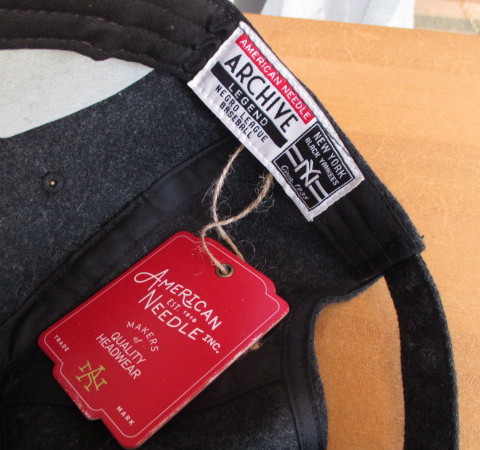 AMERICAN NEEDLE
ARCHIVE
LEGEND
NEGRO LEAGUE
BASEBALL
NEW YORK
BLACK YANKEES
NY
AMERICAN
EST. 1918
NEEDLE INC.
MAKERS
of
QUALITY
HEADWEAR
TRADE
MARK